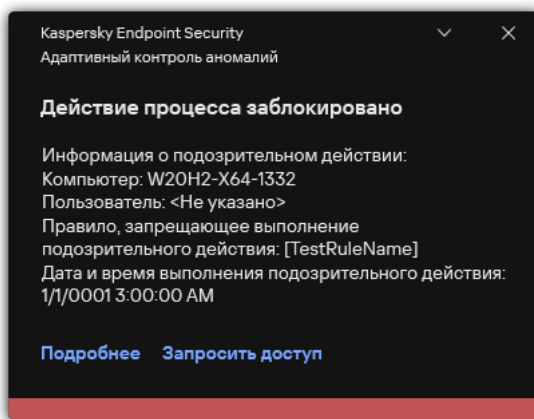 Kaspersky Endpoint Security
Адаптивный контроль аномалий
Действие процесса заблокировано
Информация о подозрительном действии:
Компьютер: W20H2-X64-1332
Пользователь: <Не указано>
Правило, запрещающее выполнение
подозрительного действия: [TestRuleName]
Дата и время выполнения подозрительного действия:
1/1/0001 3:00:00 AM
Подробнее Запросить доступ